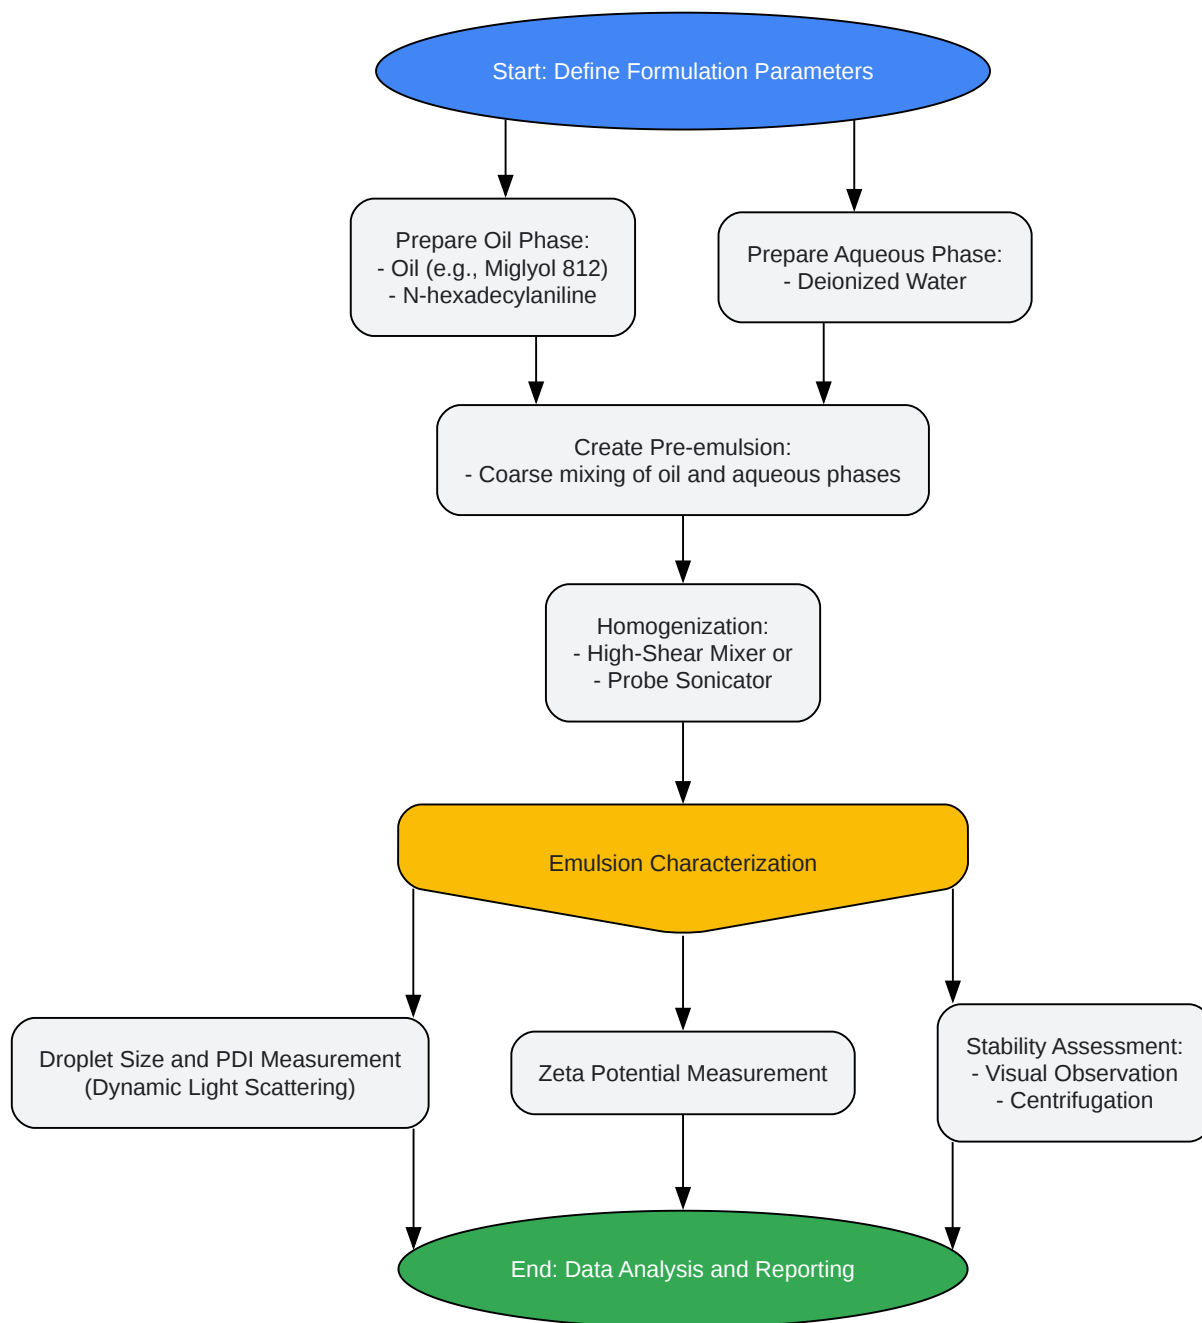 Start: Define Formulation Parameters
Prepare Oil Phase:
- Oil (e.g., Miglyol 812)
- N-hexadecylaniline
Prepare Aqueous Phase:
- Deionized Water
Create Pre-emulsion:
- Coarse mixing of oil and aqueous phases
Homogenization:
- High-Shear Mixer or
- Probe Sonicator
Emulsion Characterization
Droplet Size and PDI Measurement
(Dynamic Light Scattering)
Zeta Potential Measurement
Stability Assessment:
- Visual Observation
- Centrifugation
End: Data Analysis and Reporting